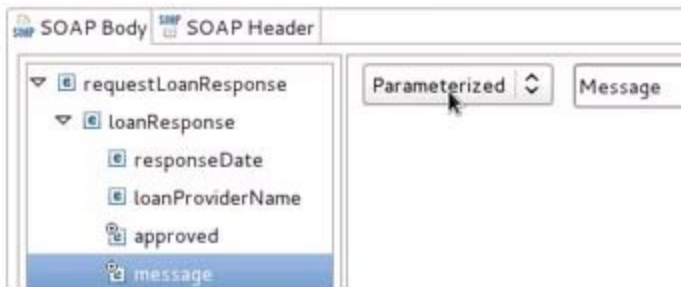 SOAP Body SOAP Header
requestLoanResponse Parameterized Message
loanResponse
responseDate
loanProviderName
approved
message